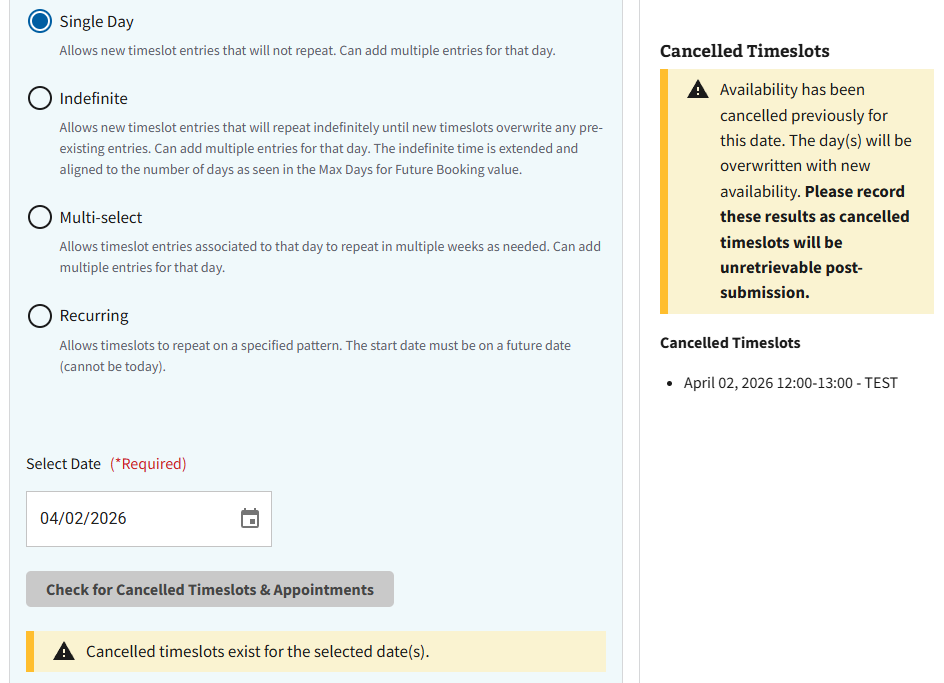 Single Day
Allows new timeslot entries that will not repeat. Can add multiple entries for that day.
Indefinite
Allows new timeslot entries that will repeat indefinitely until new timeslots overwrite any pre-
existing entries. Can add multiple entries for that day. The indefinite time is extended and
aligned to the number of days as seen in the Max Days for Future Booking value.
Multi-select
Allows timeslot entries associated to that day to repeat in multiple weeks as needed. Can add
multiple entries for that day.
Recurring
Allows timeslots to repeat on a specified pattern. The start date must be on a future date
(cannot be today).
Select Date (*Required)
04/02/2026
Check for Cancelled Timeslots & Appointments
Cancelled timeslots exist for the selected date(s).
Cancelled Timeslots
Availability has been
cancelled previously for
this date. The day(s) will be
overwritten with new
availability. Please record
these results as cancelled
timeslots will be
unretrievable post-
submission.
Cancelled Timeslots
• April 02, 2026 12:00-13:00 - TEST